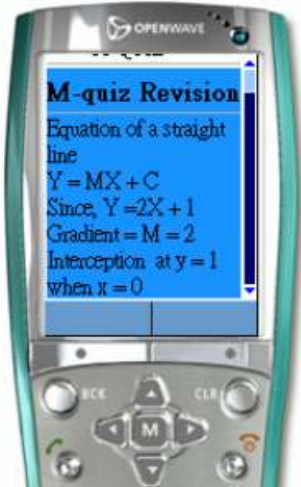 OPENWAVE
M-quiz Revision
Equation of a straight
line
Y = MX + C
Since, Y =2X + 1
Gradient = M = 2
Interception at y = 1
when x = 0
BCK
CLR
M